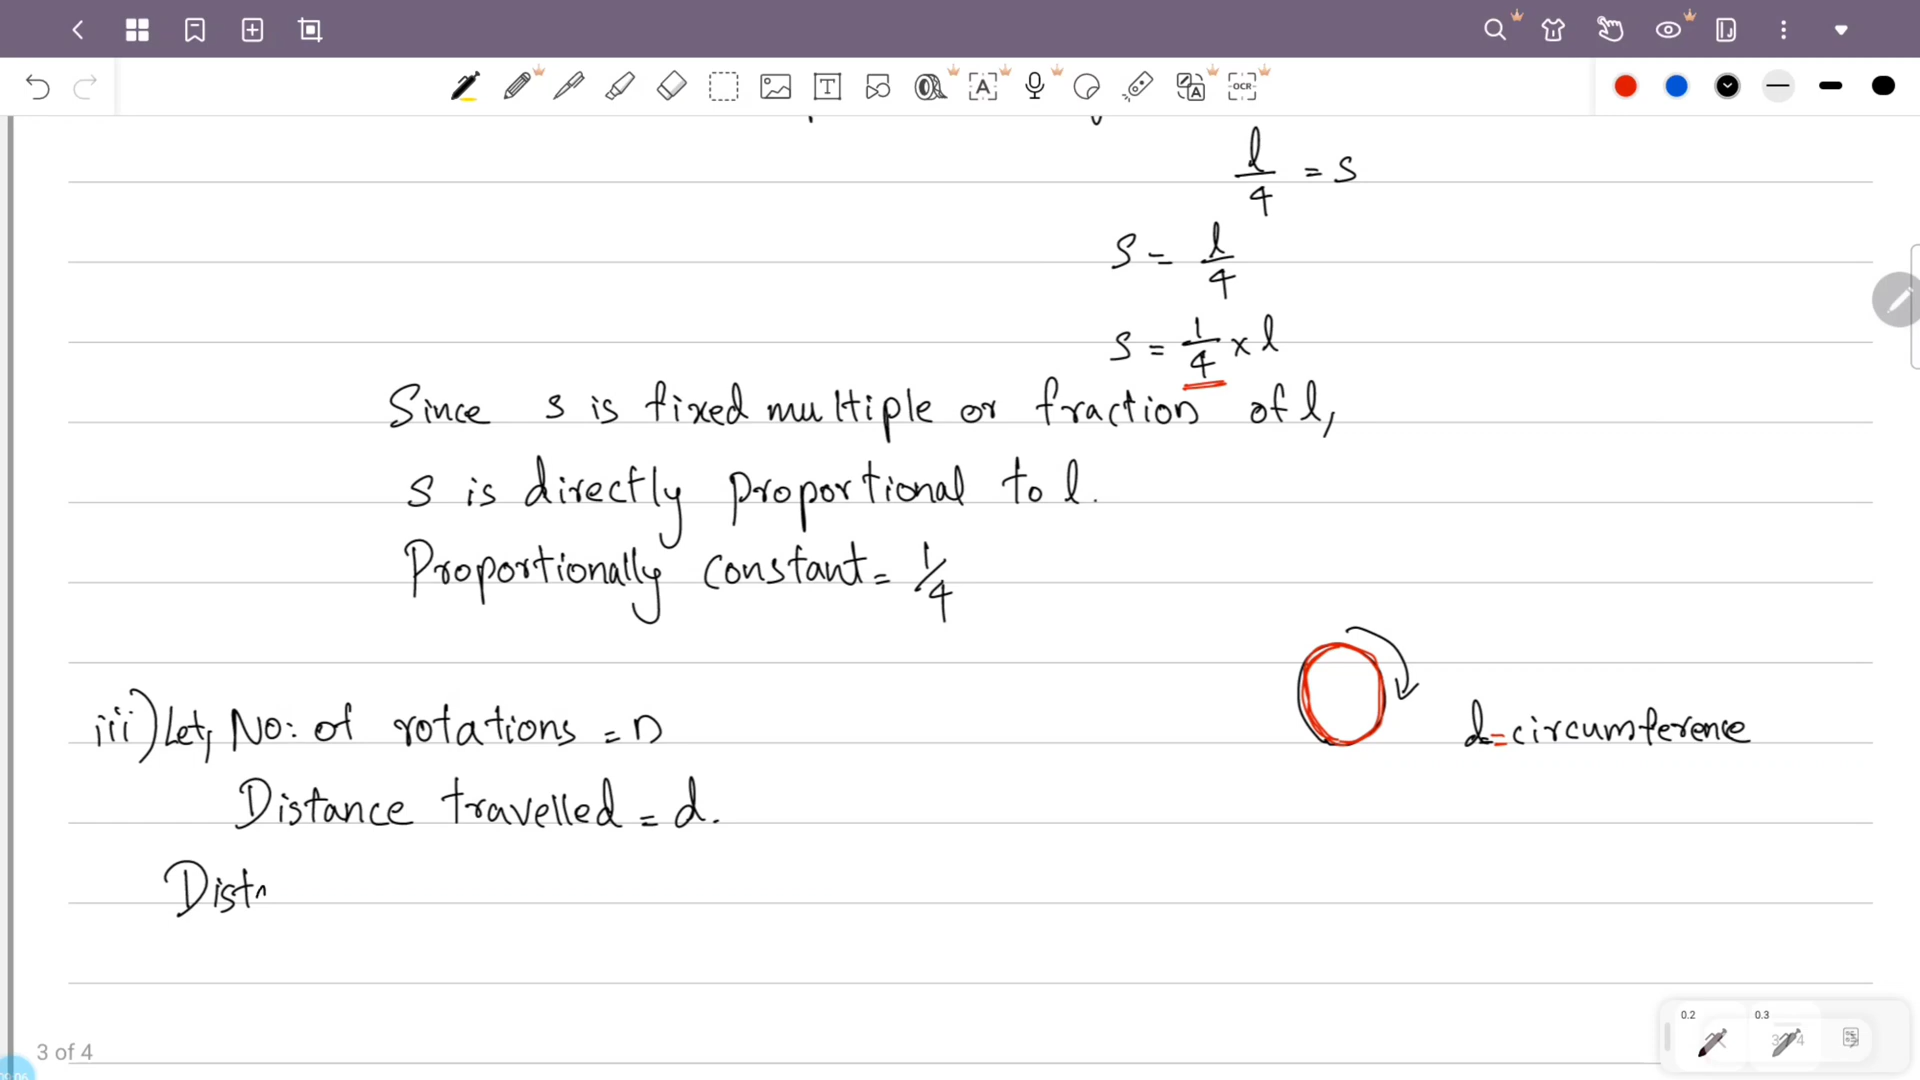 l/4 = s
s = l/4
s = 1/4 x l
Since s is fixed multiple or fraction of l,
s is directly proportional to l.
Proportionally constant = 1/4
iii) Let, No: of rotations = n
d = circumference
Distance travelled = d.
Dist
3 of 4
0.2
0.3
OCR